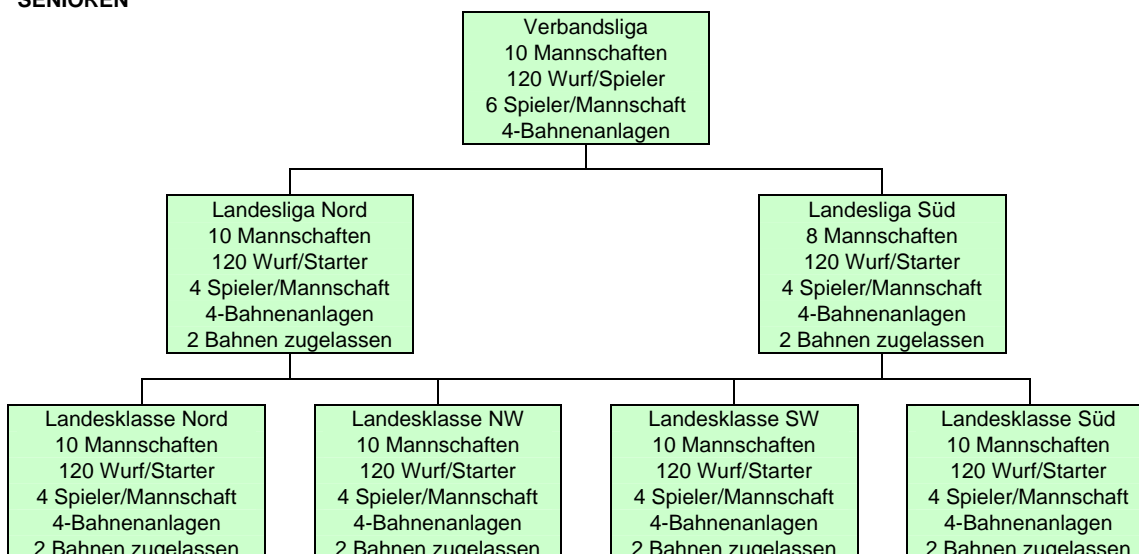 SENIOREN
Verbandsliga
10 Mannschaften
120 Wurf/Spieler
6 Spieler/Mannschaft
4-Bahnenanlagen
Landesliga Nord
10 Mannschaften
120 Wurf/Starter
4 Spieler/Mannschaft
4-Bahnenanlagen
2 Bahnen zugelassen
Landesliga Süd
8 Mannschaften
120 Wurf/Starter
4 Spieler/Mannschaft
4-Bahnenanlagen
2 Bahnen zugelassen
Landesklasse Nord
10 Mannschaften
120 Wurf/Starter
4 Spieler/Mannschaft
4-Bahnenanlagen
2 Bahnen zugelassen
Landesklasse NW
10 Mannschaften
120 Wurf/Starter
4 Spieler/Mannschaft
4-Bahnenanlagen
2 Bahnen zugelassen
Landesklasse SW
10 Mannschaften
120 Wurf/Starter
4 Spieler/Mannschaft
4-Bahnenanlagen
2 Bahnen zugelassen
Landesklasse Süd
10 Mannschaften
120 Wurf/Starter
4 Spieler/Mannschaft
4-Bahnenanlagen
2 Bahnen zugelassen